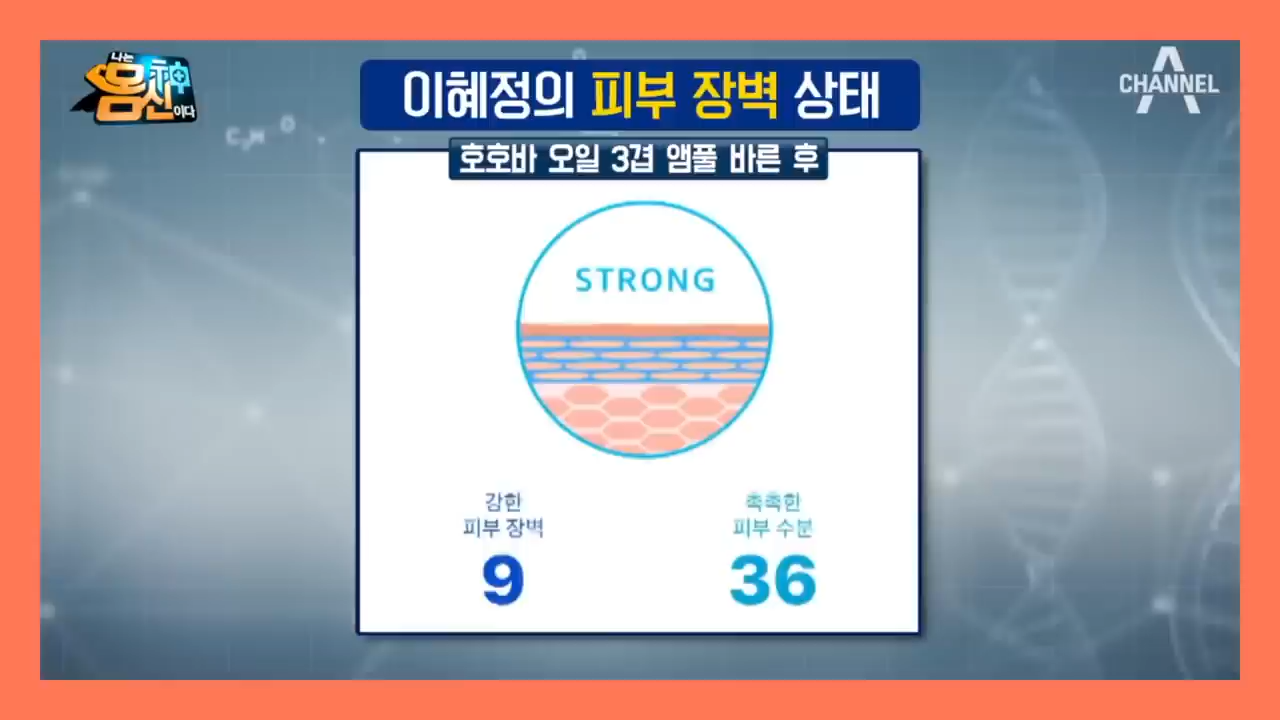 나는
몸神
신이다
이혜정의 피부 장벽 상태
CHANNEL A
호호바 오일 3겹 앰풀 바른 후
STRONG
강한
피부 장벽
9
촉촉한
피부 수분
36